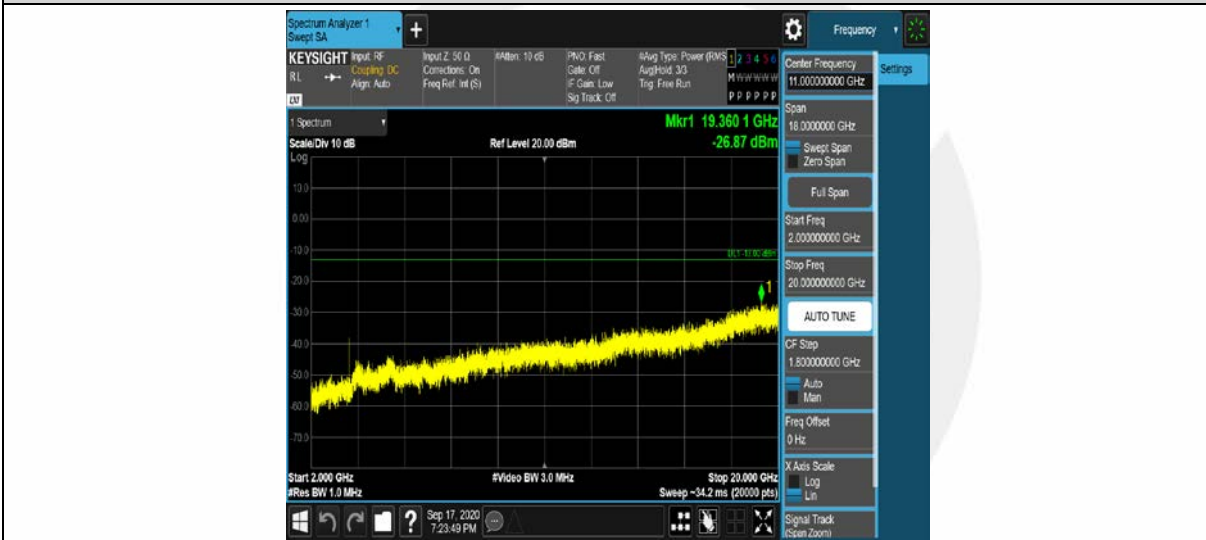 Spectrum Analyzer 1
Swept SA
+
Frequency
KEYSIGHT
RL
Input: RF
Coupling: DC
Align: Auto
Input Z: 50 Ω
Corrections: On
Freq Ref: Int (S)
#Atten: 10 dB
PNO: Fast
Gate: Off
IF Gain: Low
Sig Track: Off
#Avg Type: Power (RMS
Avg|Hold: 3/3
Trig: Free Run
1 2 3 4 5 6
M W W W W W
P P P P P P
1 Spectrum
Scale/Div 10 dB
Ref Level 20.00 dBm
Mkr1 19.360 1 GHz
-26.87 dBm
Log
10.0
0.00
-10.0
-20.0
-30.0
-40.0
-50.0
-60.0
-70.0
DL1 -13.00 dBm
1
Start 2.000 GHz
#Res BW 1.0 MHz
#Video BW 3.0 MHz
Stop 20.000 GHz
Sweep ~34.2 ms (20000 pts)
?
Sep 17, 2020
7:23:49 PM
Center Frequency
11.00000000 GHz
Settings
Span
18.0000000 GHz
Swept Span
Zero Span
Full Span
Start Freq
2.000000000 GHz
Stop Freq
20.000000000 GHz
AUTO TUNE
CF Step
1.800000000 GHz
Auto
Man
Freq Offset
0 Hz
X Axis Scale
Log
Lin
Signal Track
(Span Zoom)